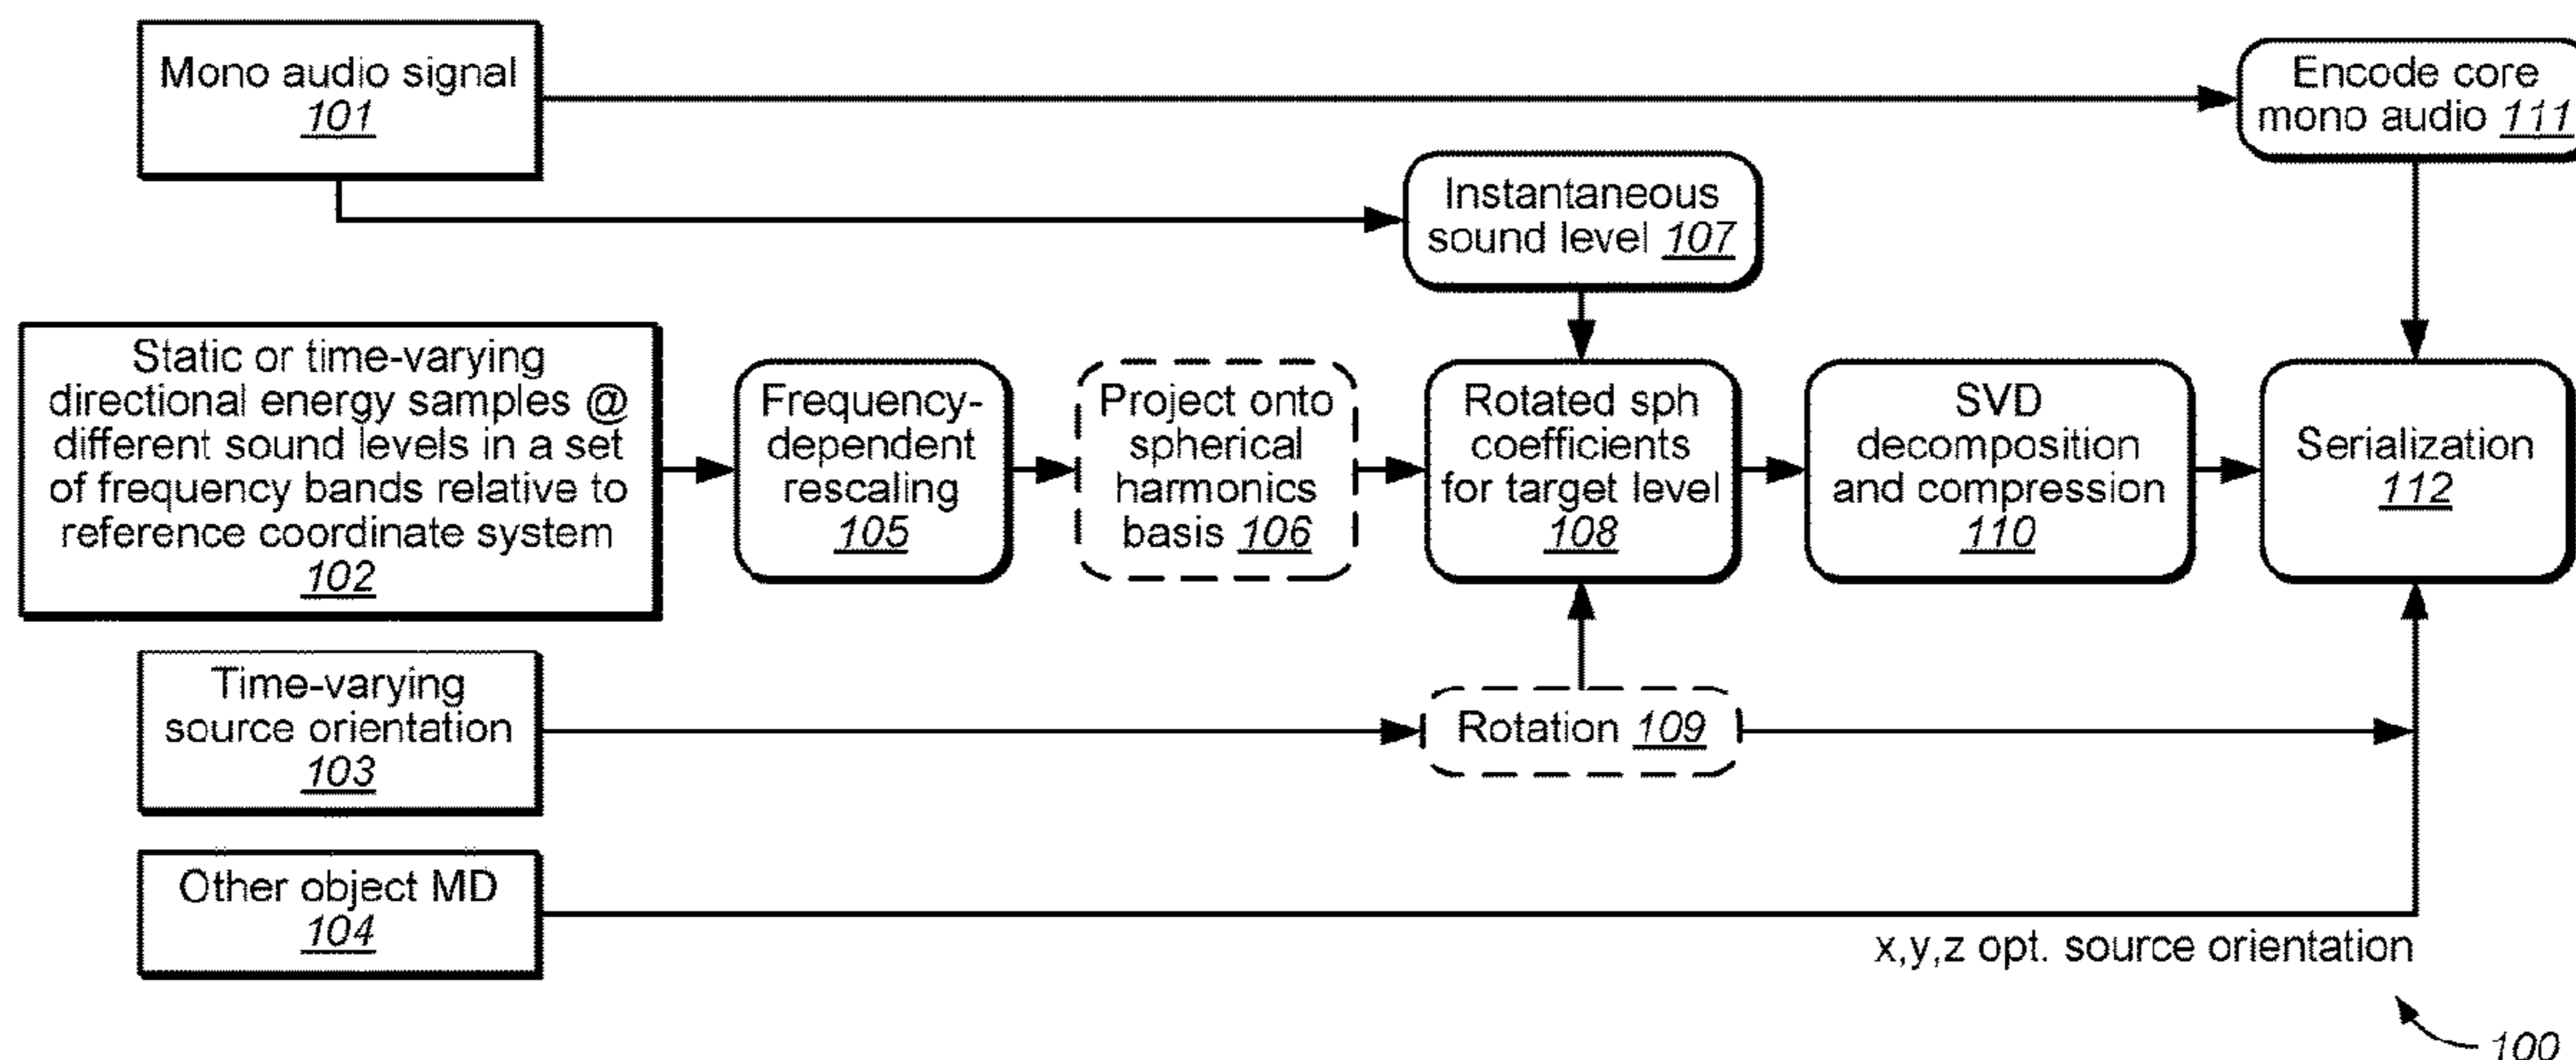 Mono audio signal
101
Encode core
mono audio 111
Instantaneous
sound level 107
Static or time-varying
directional energy samples @
different sound levels in a set
of frequency bands relative to
reference coordinate system
102
Frequency-
dependent
rescaling
105
Project onto
spherical
harmonics
basis 106
Rotated sph
coefficients
for target level
108
SVD
decomposition
and compression
110
Serialization
112
Time-varying
source orientation
103
Rotation 109
Other object MD
104
x,y,z opt. source orientation
100